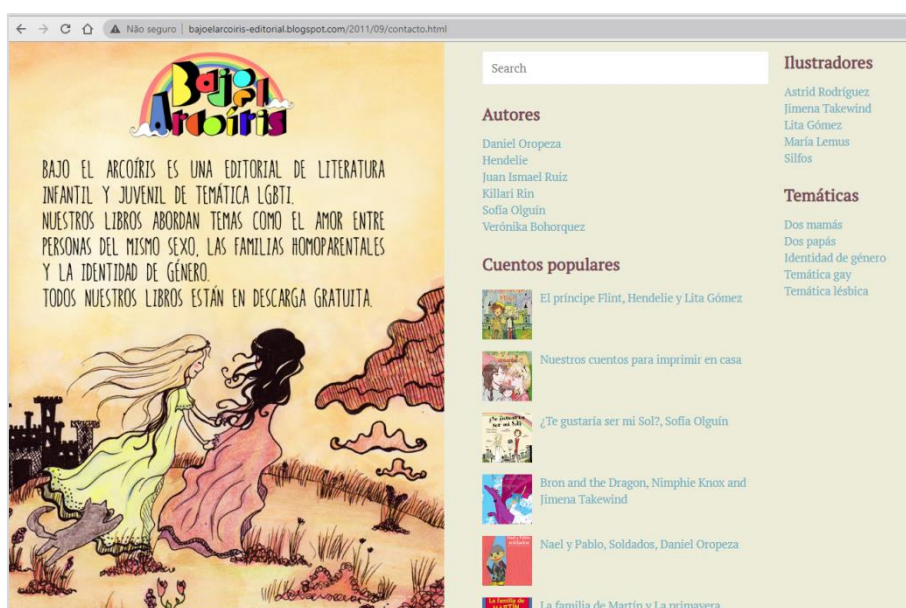 Não seguro | bajoelarcoiris-editorial.blogspot.com/2011/09/contacto.html
Bajo
el
Arcoíris
BAJO EL ARCOÍRIS ES UNA EDITORIAL DE LITERATURA
INFANTIL Y JUVENIL DE TEMÁTICA LGBTI.
NUESTROS LIBROS ABORDAN TEMAS COMO EL AMOR ENTRE
PERSONAS DEL MISMO SEXO, LAS FAMILIAS HOMOPARENTALES
Y LA IDENTIDAD DE GÉNERO.
TODOS NUESTROS LIBROS ESTÁN EN DESCARGA GRATUITA.
Search
Autores
Daniel Oropeza
Hendelie
Juan Ismael Ruiz
Killari Rin
Sofía Olguín
Verónika Bohorquez
Cuentos populares
El príncipe Flint, Hendelie y Lita Gómez
Nuestros cuentos para imprimir en casa
¿Te gustaría ser mi Sol?, Sofía Olguín
Bron and the Dragon, Nimphie Knox and
Jimena Takewind
Nael y Pablo, Soldados, Daniel Oropeza
La familia de Martín y La primavera
Ilustradores
Astrid Rodríguez
Jimena Takewind
Lita Gómez
María Lemus
Silfos
Temáticas
Dos mamás
Dos papás
Identidad de género
Temática gay
Temática lésbica